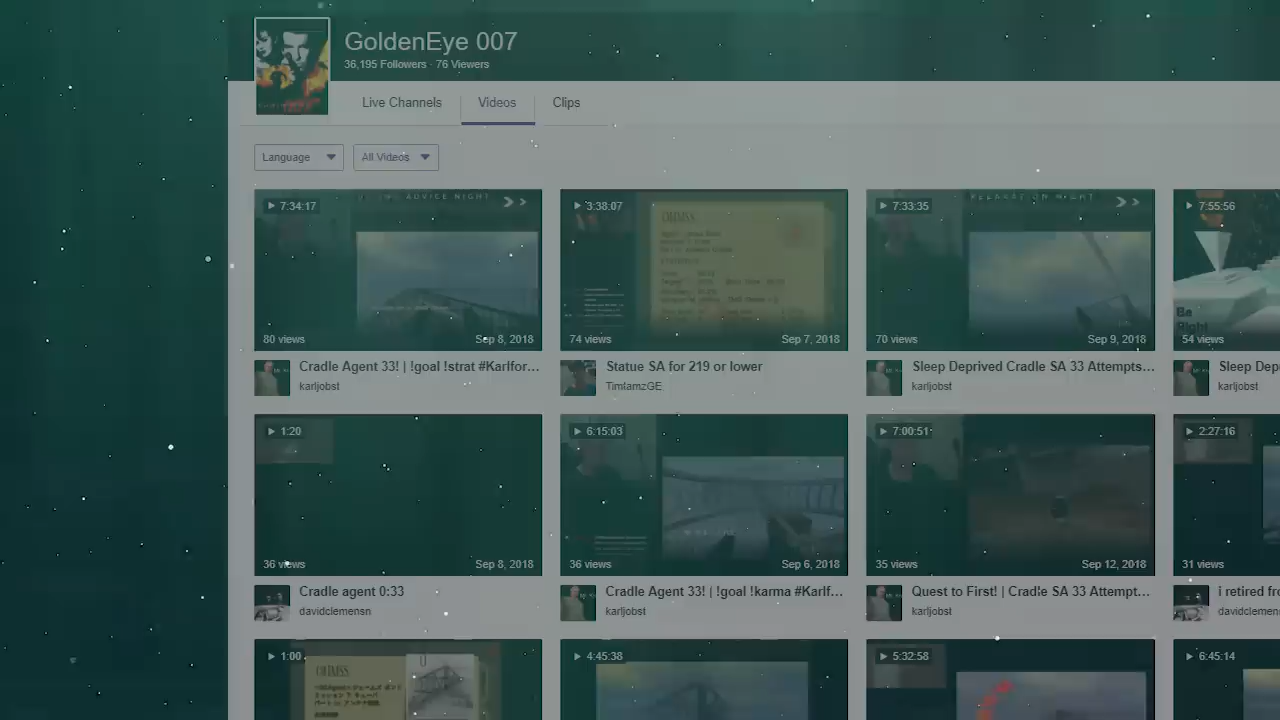 GoldenEye 007
36,195 Followers · 76 Viewers
Live Channels Videos Clips
Language All Videos
ADVICE NIGHT
7:34:17
80 views Sep 8, 2018
Cradle Agent 33! | !goal !strat #Karlfor...
karljobst
3:38:07
74 views Sep 7, 2018
Statue SA for 219 or lower
TimtamzGE
RELAXATION NIGHT
7:33:35
70 views Sep 9, 2018
Sleep Deprived Cradle SA 33 Attempts...
karljobst
7:55:56
54 views
Sleep Dep
karljobst
1:20
36 views Sep 8, 2018
Cradle agent 0:33
davidclemensn
6:15:03
36 views Sep 6, 2018
Cradle Agent 33! | !goal !karma #Karlf...
karljobst
7:00:51
35 views Sep 12, 2018
Quest to First! | Cradle SA 33 Attempt...
karljobst
2:27:16
31 views
i retired fro
davidclemens
1:00
4:45:38
5:32:58
6:45:14